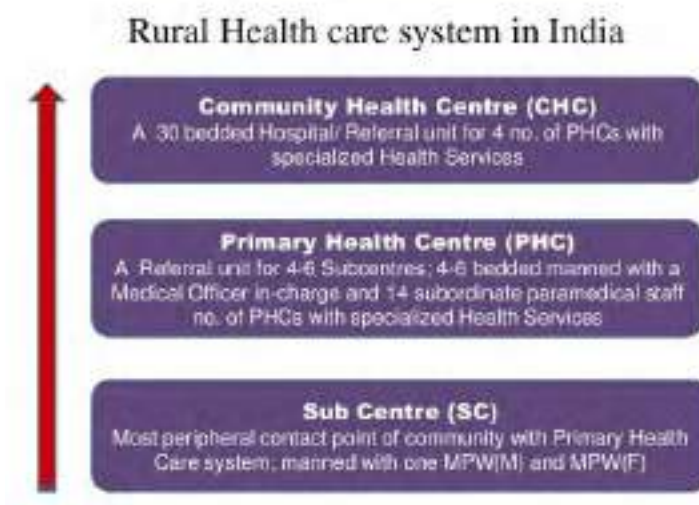 Rural Health care system in India
Community Health Centre (CHC)
A 30 bedded Hospital/ Referral unit for 4 no. of PHCs with
specialized Health Services
Primary Health Centre (PHC)
A Referral unit for 4-6 Subcentres; 4-6 bedded manned with a
Medical Officer in-charge and 14 subordinate paramedical staff
no. of PHCs with specialized Health Services
Sub Centre (SC)
Most peripheral contact point of community with Primary Health
Care system; manned with one MPW(M) and MPW(F)